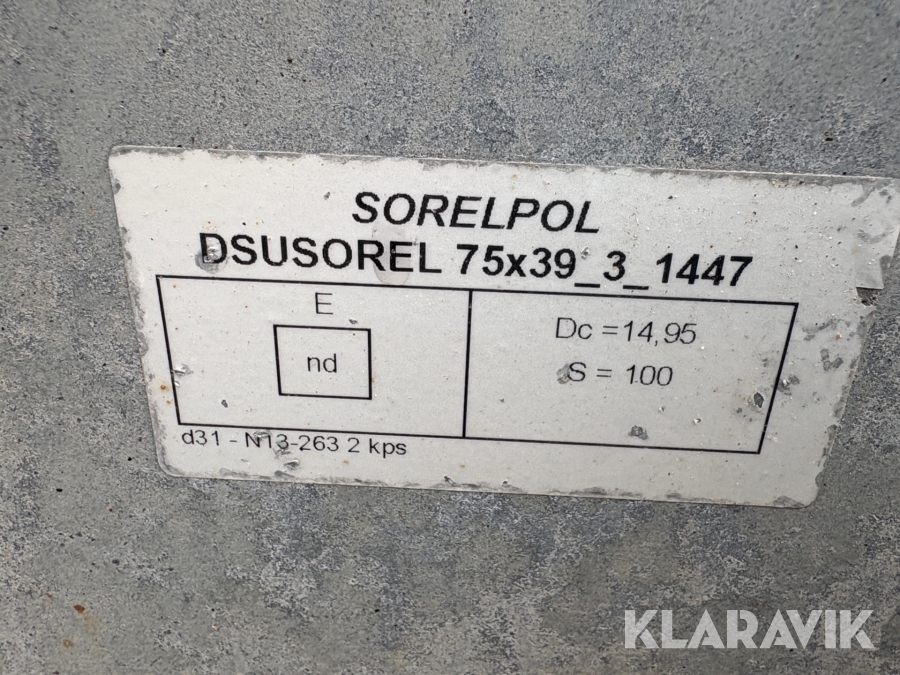 SORELPOL
DSUSOREL 75x39_3_1447
E
nd
Dc =14,95
S = 100
d31 - N13-263 2 kps
KLARAVIK